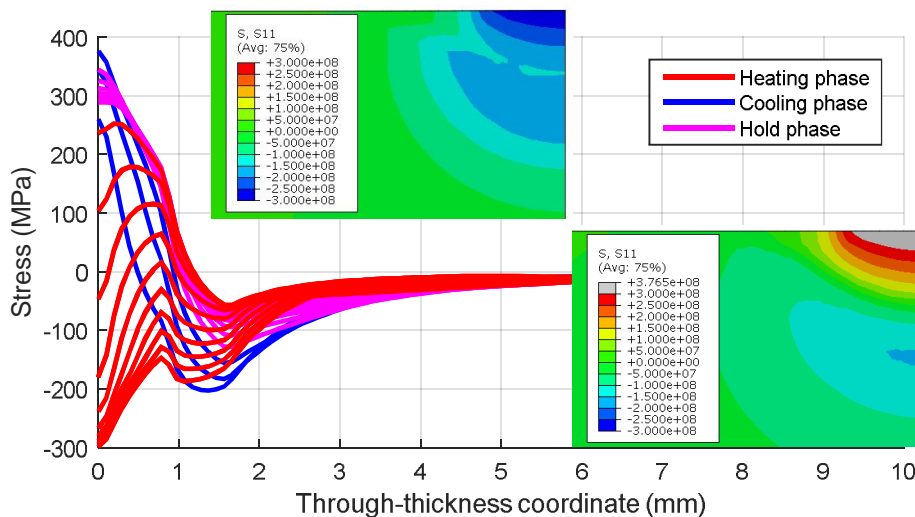 400
300
200
100
0
-100
-200
-300
Stress (MPa)
0
1
2
3
4
5
6
7
8
9
10
Through-thickness coordinate (mm)
S, S11
(Avg: 75%)
+3.000e+08
+2.500e+08
+2.000e+08
+1.500e+08
+1.000e+08
+5.000e+07
+0.000e+00
-5.000e+07
-1.000e+08
-1.500e+08
-2.000e+08
-2.500e+08
-3.000e+08
Heating phase
Cooling phase
Hold phase
S, S11
(Avg: 75%)
+3.765e+08
+3.000e+08
+2.500e+08
+2.000e+08
+1.500e+08
+1.000e+08
+5.000e+07
+0.000e+00
-5.000e+07
-1.000e+08
-1.500e+08
-2.000e+08
-2.500e+08
-3.000e+08